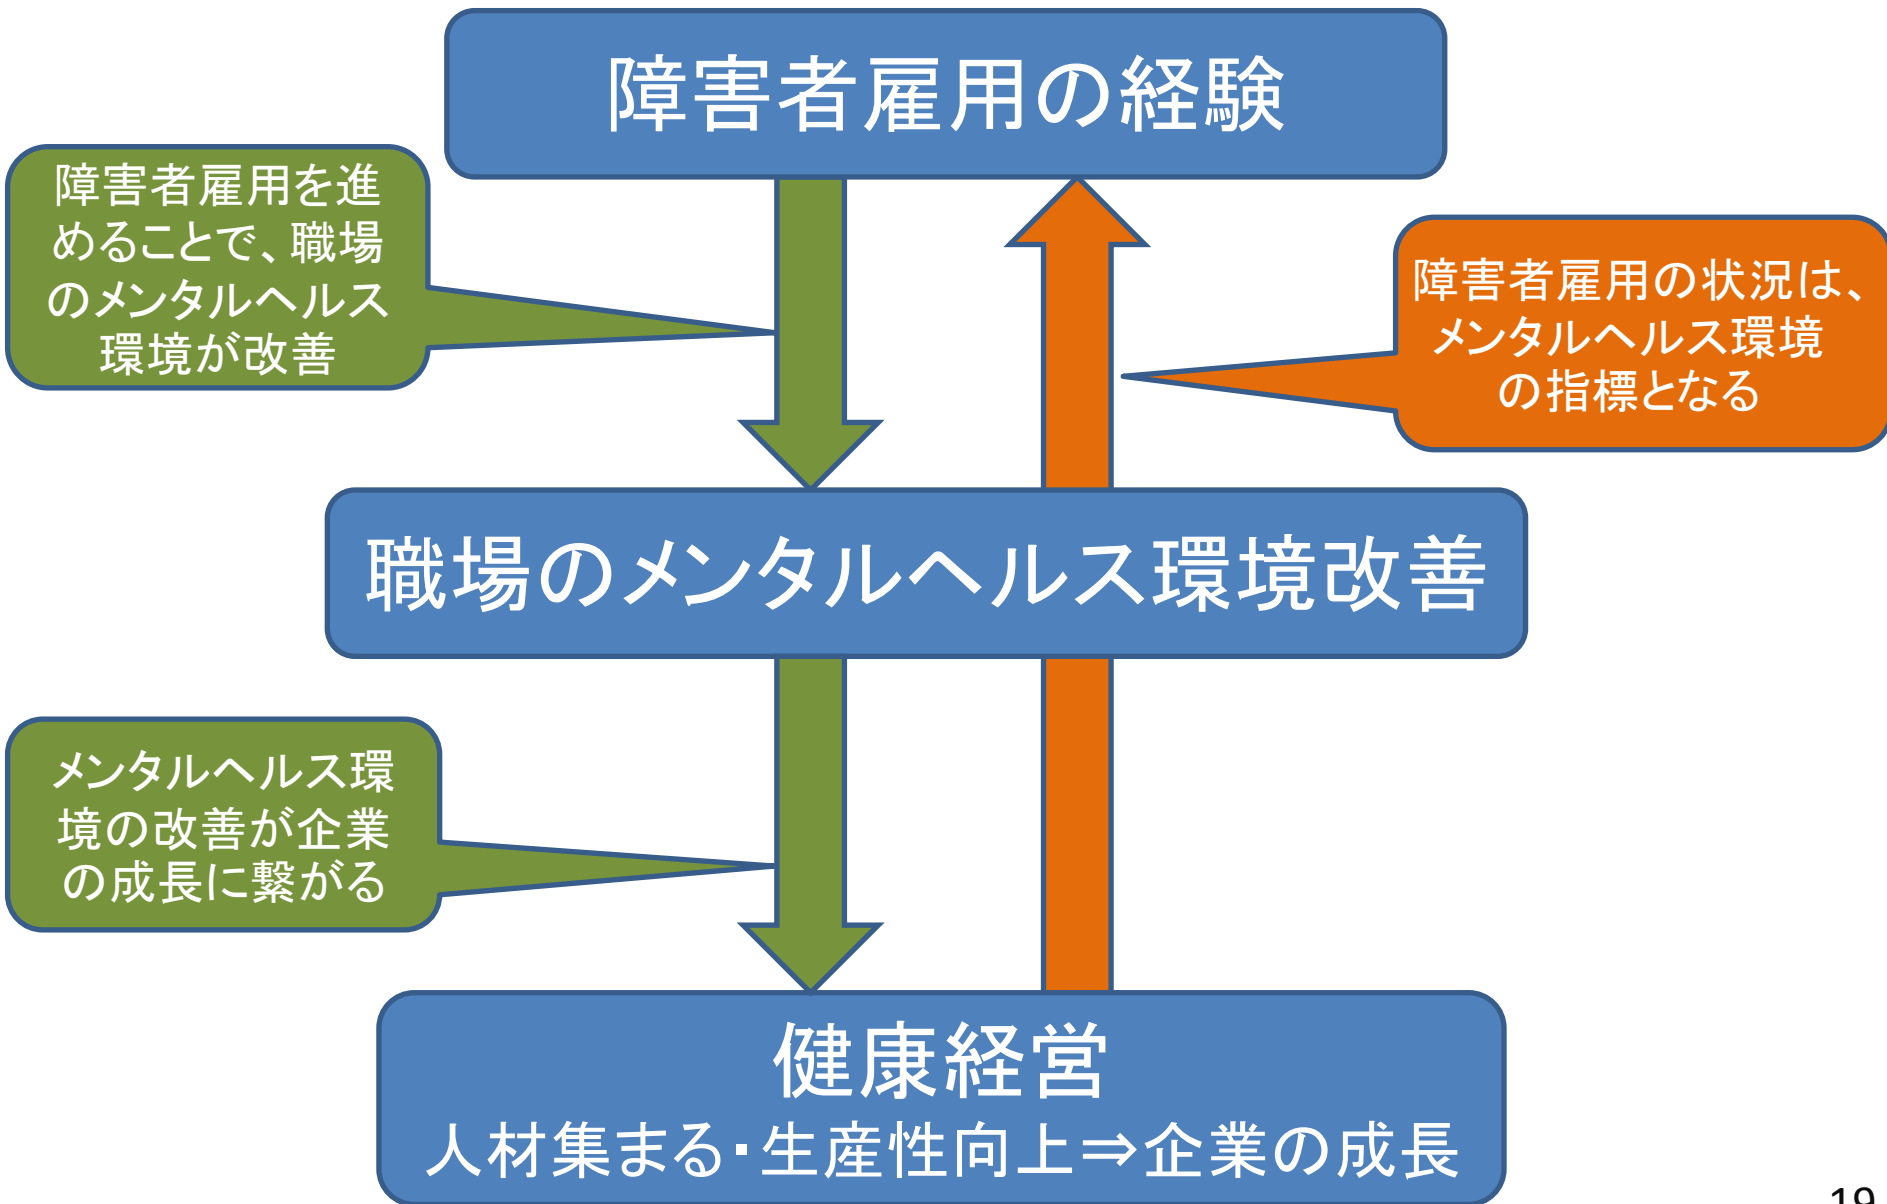 障害者雇用の経験
障害者雇用を進
めることで、職場
のメンタルヘルス
環境が改善
障害者雇用の状況は、
メンタルヘルス環境
の指標となる
職場のメンタルヘルス環境改善
メンタルヘルス環
境の改善が企業
の成長に繋がる
健康経営
人材集まる・生産性向上⇒企業の成長
19